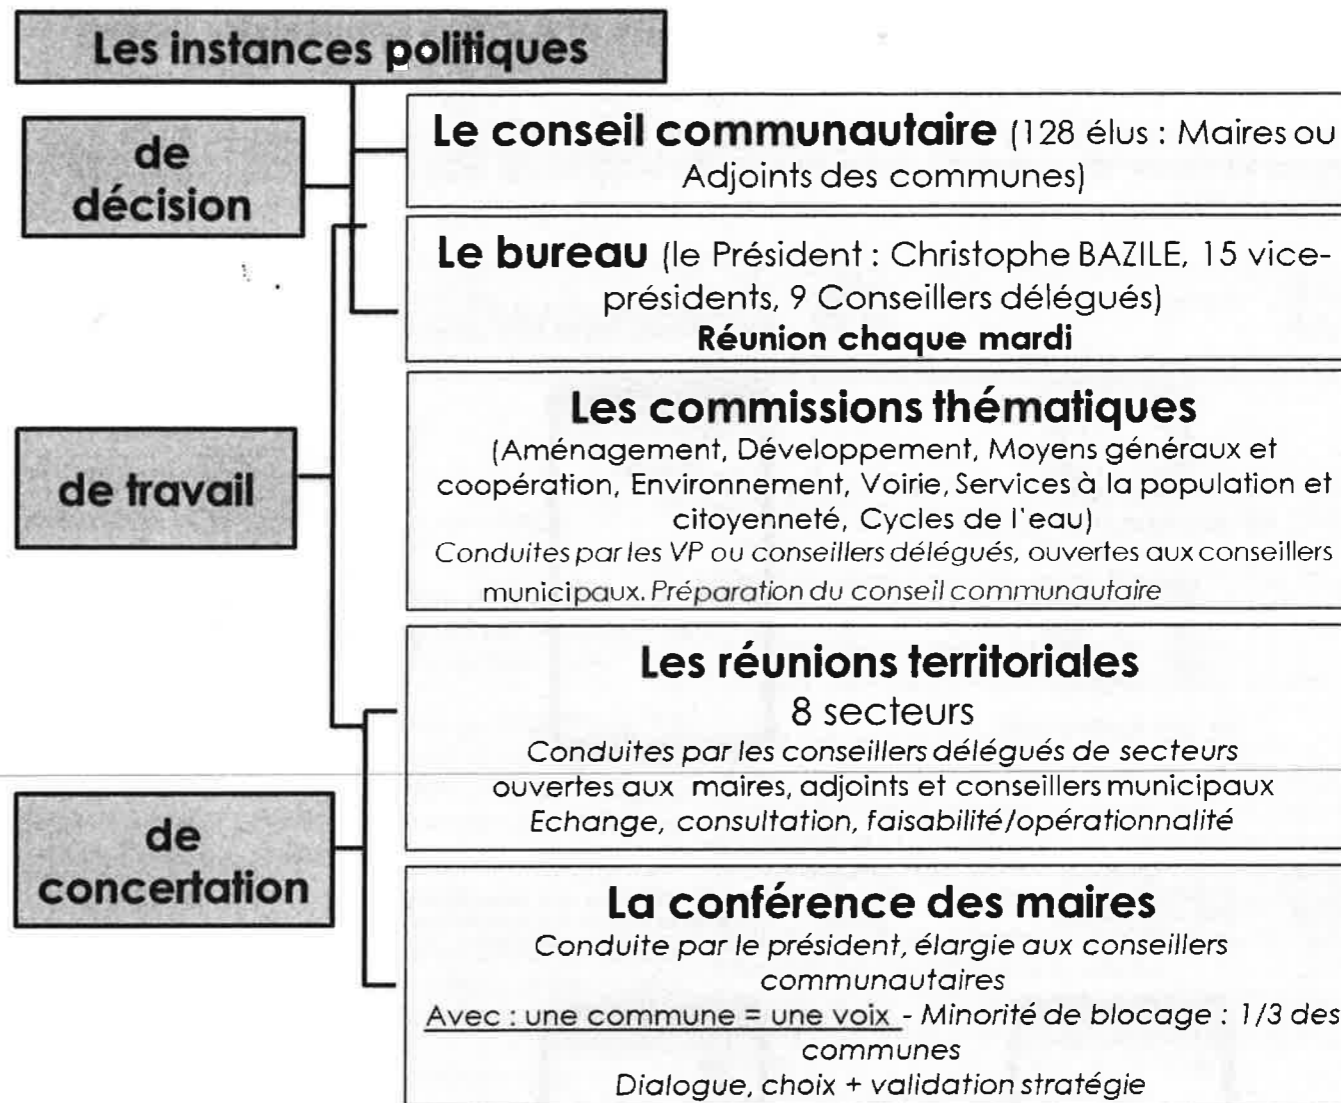 Les instances politiques
de
décision
Le conseil communautaire (128 élus : Maires ou
Adjoints des communes)
Le bureau (le Président : Christophe BAZILE, 15 vice-
présidents, 9 Conseillers délégués)
Réunion chaque mardi
de travail
Les commissions thématiques
(Aménagement, Développement, Moyens généraux et
coopération, Environnement, Voirie, Services à la population et
citoyenneté, Cycles de l'eau)
Conduites par les VP ou conseillers délégués, ouvertes aux conseillers
municipaux. Préparation du conseil communautaire
Les réunions territoriales
8 secteurs
Conduites par les conseillers délégués de secteurs
ouvertes aux maires, adjoints et conseillers municipaux
Echange, consultation, faisabilité/opérationnalité
de
concertation
La conférence des maires
Conduite par le président, élargie aux conseillers
communautaires
Avec : une commune = une voix - Minorité de blocage : 1/3 des
communes
Dialogue, choix + validation stratégie